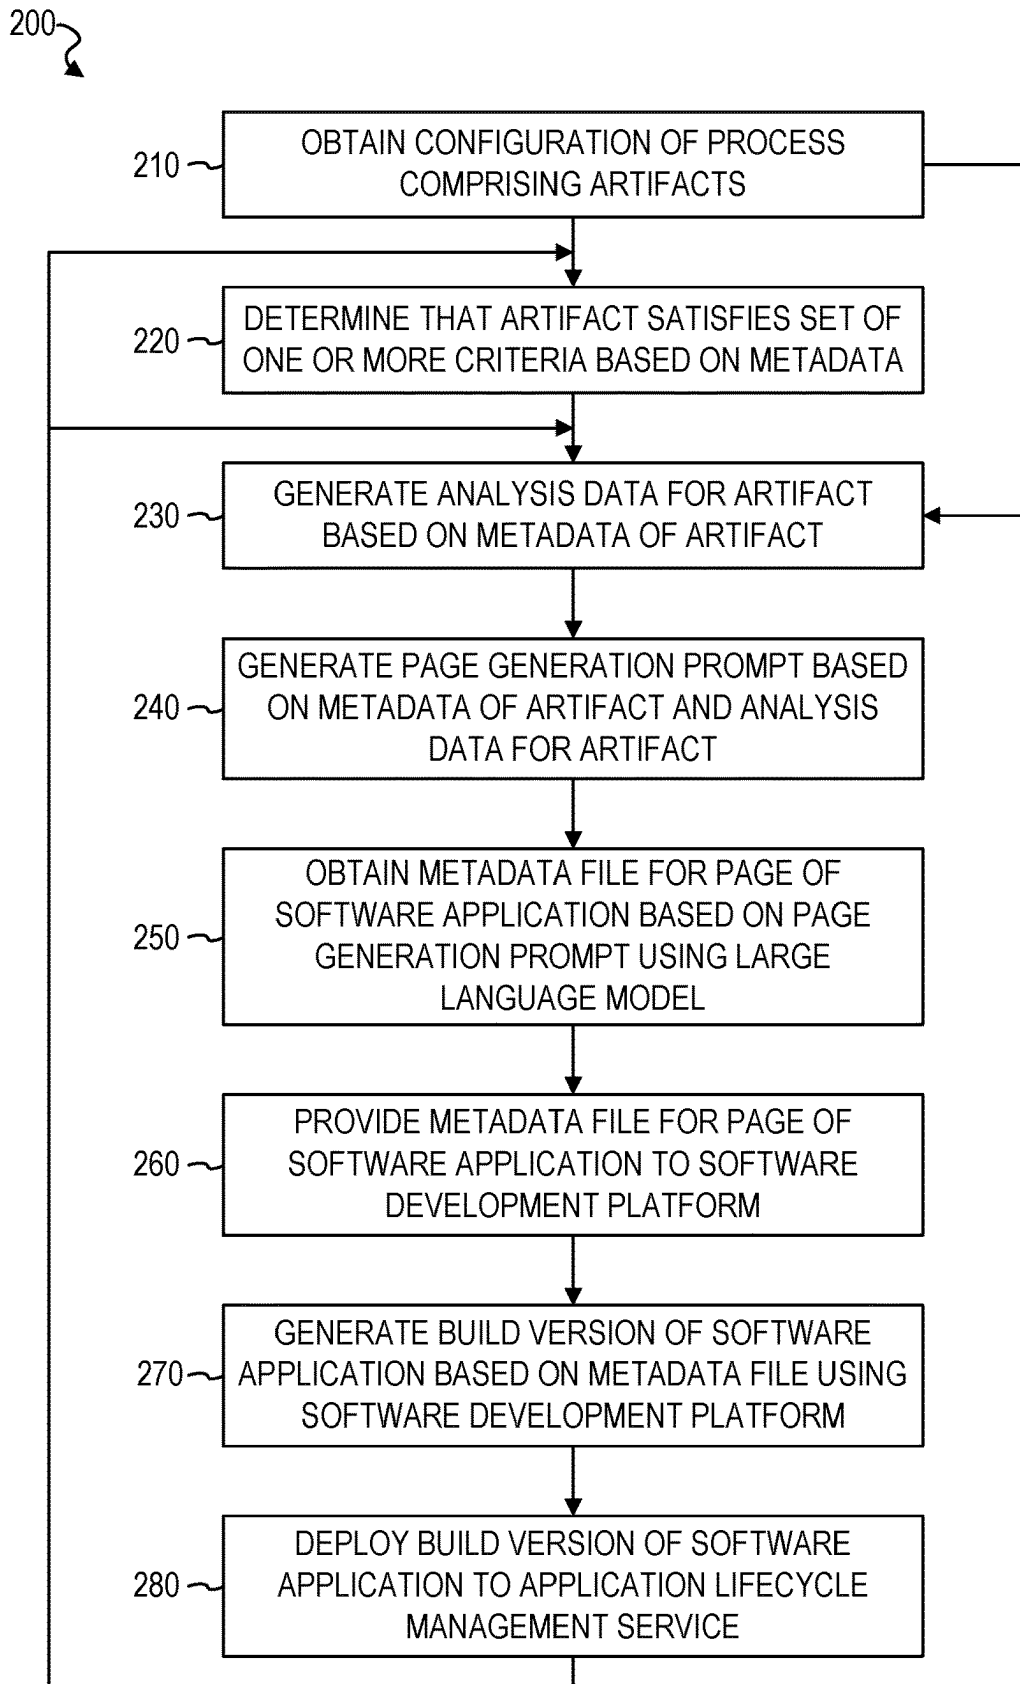 200
210
OBTAIN CONFIGURATION OF PROCESS
COMPRISING ARTIFACTS
220
DETERMINE THAT ARTIFACT SATISFIES SET OF
ONE OR MORE CRITERIA BASED ON METADATA
230
GENERATE ANALYSIS DATA FOR ARTIFACT
BASED ON METADATA OF ARTIFACT
240
GENERATE PAGE GENERATION PROMPT BASED
ON METADATA OF ARTIFACT AND ANALYSIS
DATA FOR ARTIFACT
250
OBTAIN METADATA FILE FOR PAGE OF
SOFTWARE APPLICATION BASED ON PAGE
GENERATION PROMPT USING LARGE
LANGUAGE MODEL
260
PROVIDE METADATA FILE FOR PAGE OF
SOFTWARE APPLICATION TO SOFTWARE
DEVELOPMENT PLATFORM
270
GENERATE BUILD VERSION OF SOFTWARE
APPLICATION BASED ON METADATA FILE USING
SOFTWARE DEVELOPMENT PLATFORM
280
DEPLOY BUILD VERSION OF SOFTWARE
APPLICATION TO APPLICATION LIFECYCLE
MANAGEMENT SERVICE